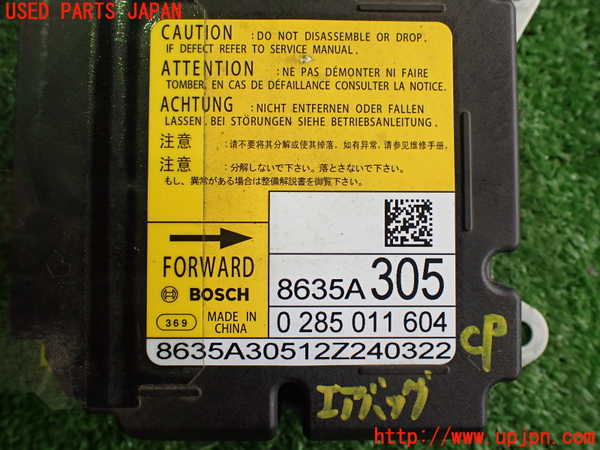 USED PARTS JAPAN
CAUTION : DO NOT DISASSEMBLE OR DROP.
IF DEFECT REFER TO SERVICE MANUAL.
ATTENTION : NE PAS DÉMONTER NI FAIRE
TOMBER. EN CAS DE DÉFAILLANCE CONSULTER LA NOTICE.
ACHTUNG : NICHT ENTFERNEN ODER FALLEN
LASSEN. BEI STÖRUNGEN SIEHE BETRIEBSANLEITUNG.
注意 :请不要将其分解或使其掉落。如有异常,请参见维修手册.
注意 :分解しないで下さい。落とさないで下さい。
もし、異常がある場合は整備解説書を御覧下さい。
FORWARD
BOSCH
369
MADE IN
CHINA
8635A 305
0 285 011 604
8635A30512Z240322
CP
エアバッグ
http://www.upjpn.com